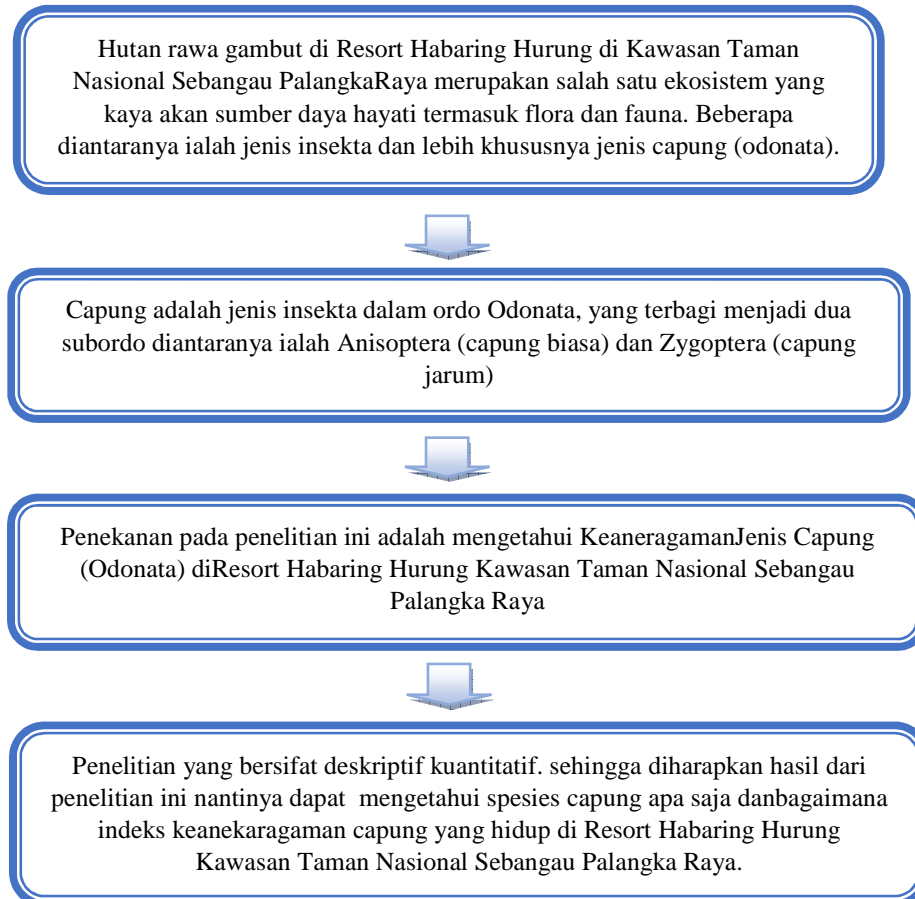 Hutan rawa gambut di Resort Habaring Hurung di Kawasan Taman
Nasional Sebangau PalangkaRaya merupakan salah satu ekosistem yang
kaya akan sumber daya hayati termasuk flora dan fauna. Beberapa
diantaranya ialah jenis insekta dan lebih khususnya jenis capung (odonata).
Capung adalah jenis insekta dalam ordo Odonata, yang terbagi menjadi dua
subordo diantaranya ialah Anisoptera (capung biasa) dan Zygoptera (capung
jarum)
Penekanan pada penelitian ini adalah mengetahui KeaneragamanJenis Capung
(Odonata) diResort Habaring Hurung Kawasan Taman Nasional Sebangau
Palangka Raya
Penelitian yang bersifat deskriptif kuantitatif. sehingga diharapkan hasil dari
penelitian ini nantinya dapat mengetahui spesies capung apa saja danbagaimana
indeks keanekaragaman capung yang hidup di Resort Habaring Hurung
Kawasan Taman Nasional Sebangau Palangka Raya.